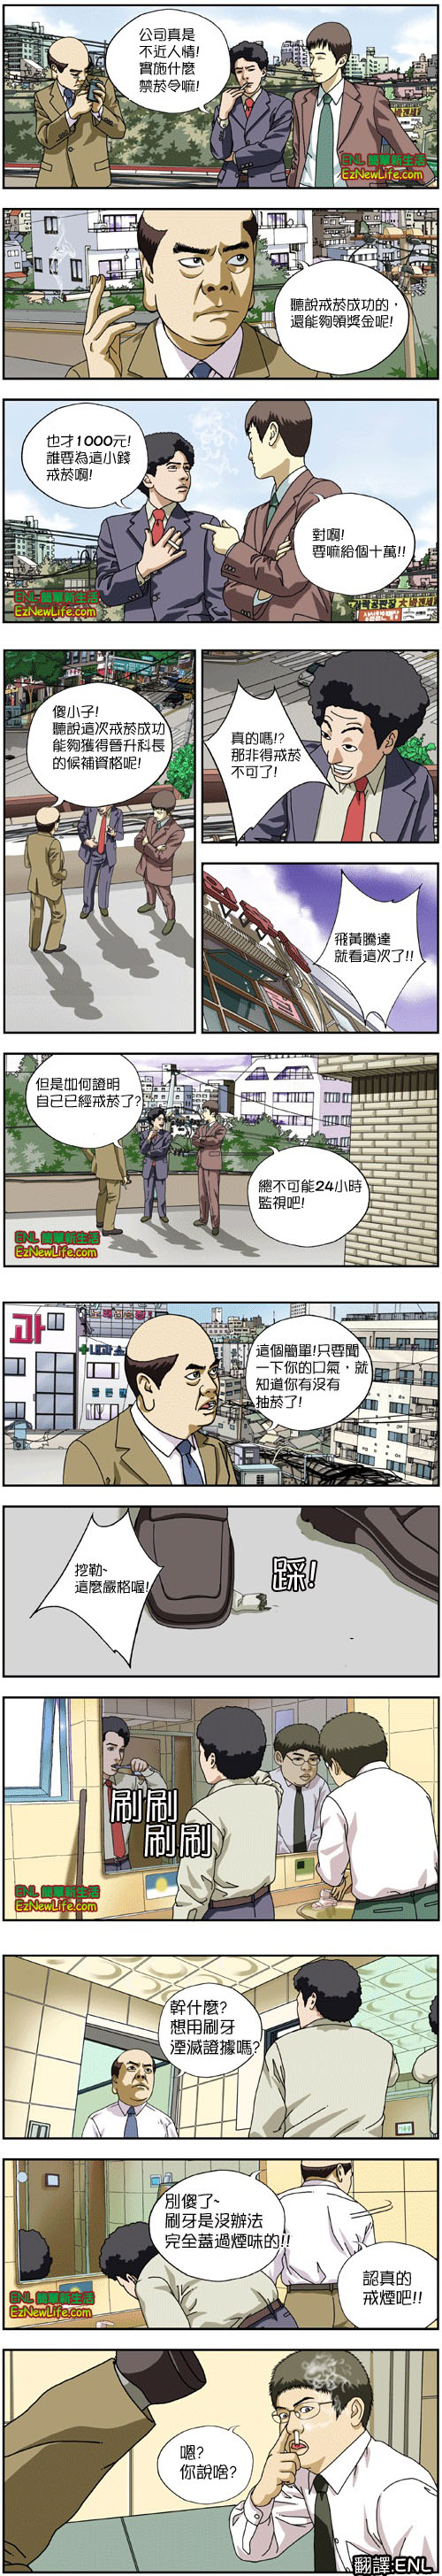 公司真是
不近人情!
實施什麼
禁菸令嘛!
ENL 簡單新生活
EzNewLife.com
聽說戒菸成功的，
還能夠領獎金呢!
也才1000元!
誰要為這小錢
戒菸啊!
對啊!
要嘛給個十萬!!
ENL 簡單新生活
EzNewLife.com
傻小子!
聽說這次戒菸成功
能夠獲得晉升科長
的候補資格呢!
真的嗎!?
那非得戒菸
不可了!
飛黃騰達
就看這次了!!
但是如何證明
自己已經戒菸了?
總不可能24小時
監視吧!
ENL 簡單新生活
EzNewLife.com
과
內과
這個簡單!只要聞
一下你的口氣，就
知道你有沒有
抽菸了!
挖勒~
這麼嚴格喔!
踩!
刷刷
刷刷
ENL 簡單新生活
EzNewLife.com
幹什麼?
想用刷牙
湮滅證據嗎?
別傻了~
刷牙是沒辦法
完全蓋過煙味的!!
認真的
戒煙吧!!
ENL 簡單新生活
EzNewLife.com
嗯?
你說啥?
翻譯:ENL